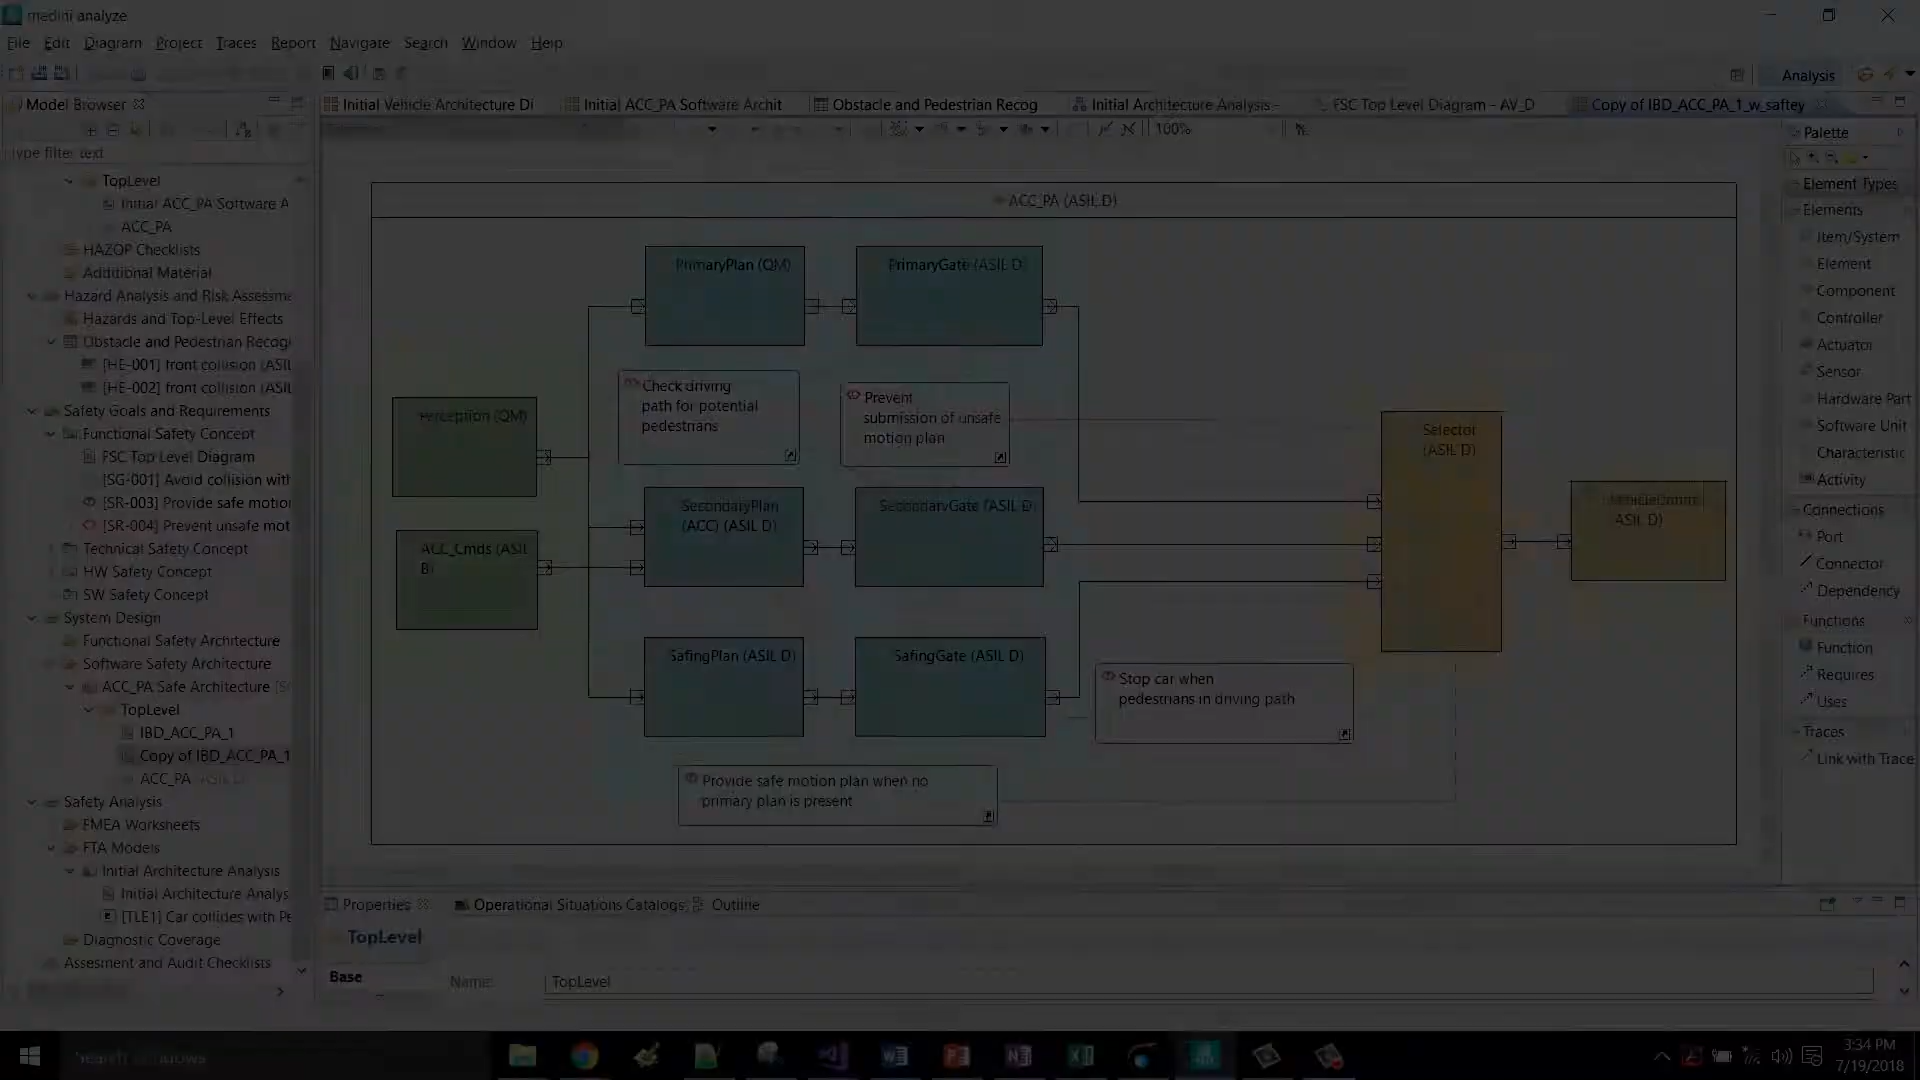 medini analyze
File Edit Diagram Project Traces Report Navigate Search Window Help
Analysis
Model Browser
Initial Vehicle Architecture Di
Initial ACC_PA Software Archit
Obstacle and Pedestrian Recog
Initial Architecture Analysis -
FSC Top Level Diagram - AV_D
Copy of IBD_ACC_PA_1_w_saftey
100%
type filter text
TopLevel
Initial ACC_PA Software A
ACC_PA
HAZOP Checklists
Additional Material
Hazard Analysis and Risk Assessme
Hazards and Top-Level Effects
Obstacle and Pedestrian Recogi
[HE-001] front collision (ASIL
[HE-002] front collision (ASIL
Safety Goals and Requirements
Functional Safety Concept
FSC Top Level Diagram
[SG-001] Avoid collision with
[SR-003] Provide safe motion
[SR-004] Prevent unsafe mot
Technical Safety Concept
HW Safety Concept
SW Safety Concept
System Design
Functional Safety Architecture
Software Safety Architecture
ACC_PA Safe Architecture
TopLevel
IBD_ACC_PA_1
Copy of IBD_ACC_PA_1
ACC_PA
Safety Analysis
FMEA Worksheets
FTA Models
Initial Architecture Analysis
Initial Architecture Analys
[TLE1] Car collides with Pe
Diagnostic Coverage
Assesment and Audit Checklists
ACC_PA (ASIL D)
PrimaryPlan (QM)
PrimaryGate (ASIL D
Perception (QM)
Check driving
path for potential
pedestrians
Prevent
submission of unsafe
motion plan
Selector
(ASIL D)
SecondaryPlan
(ACC) (ASIL D)
SecondaryGate (ASIL D)
ACC_Cmds (ASIL
B)
ASIL D)
SafingPlan (ASIL D)
SafingGate (ASIL D)
Stop car when
pedestrians in driving path
Provide safe motion plan when no
primary plan is present
Palette
Element Types
Elements
Item/System
Element
Component
Controller
Actuator
Sensor
Hardware Part
Software Unit
Characteristic
Activity
Connections
Port
Connector
Dependency
Functions
Function
Requires
Uses
Traces
Link with Trace
Properties
Operational Situations Catalogs
Outline
TopLevel
Base
Name:
TopLevel
Search Windows
3:34 PM
7/19/2018